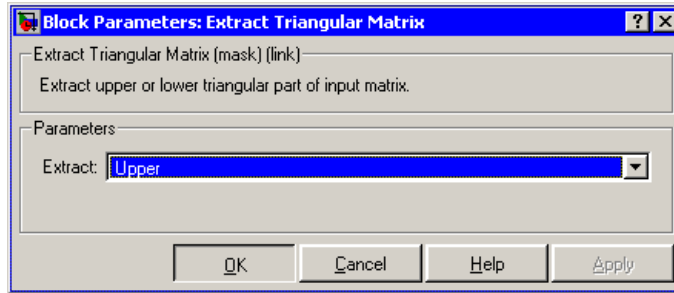 Block Parameters: Extract Triangular Matrix
Extract Triangular Matrix (mask) (link)
Extract upper or lower triangular part of input matrix.
Parameters
Extract: Upper
OK Cancel Help Apply